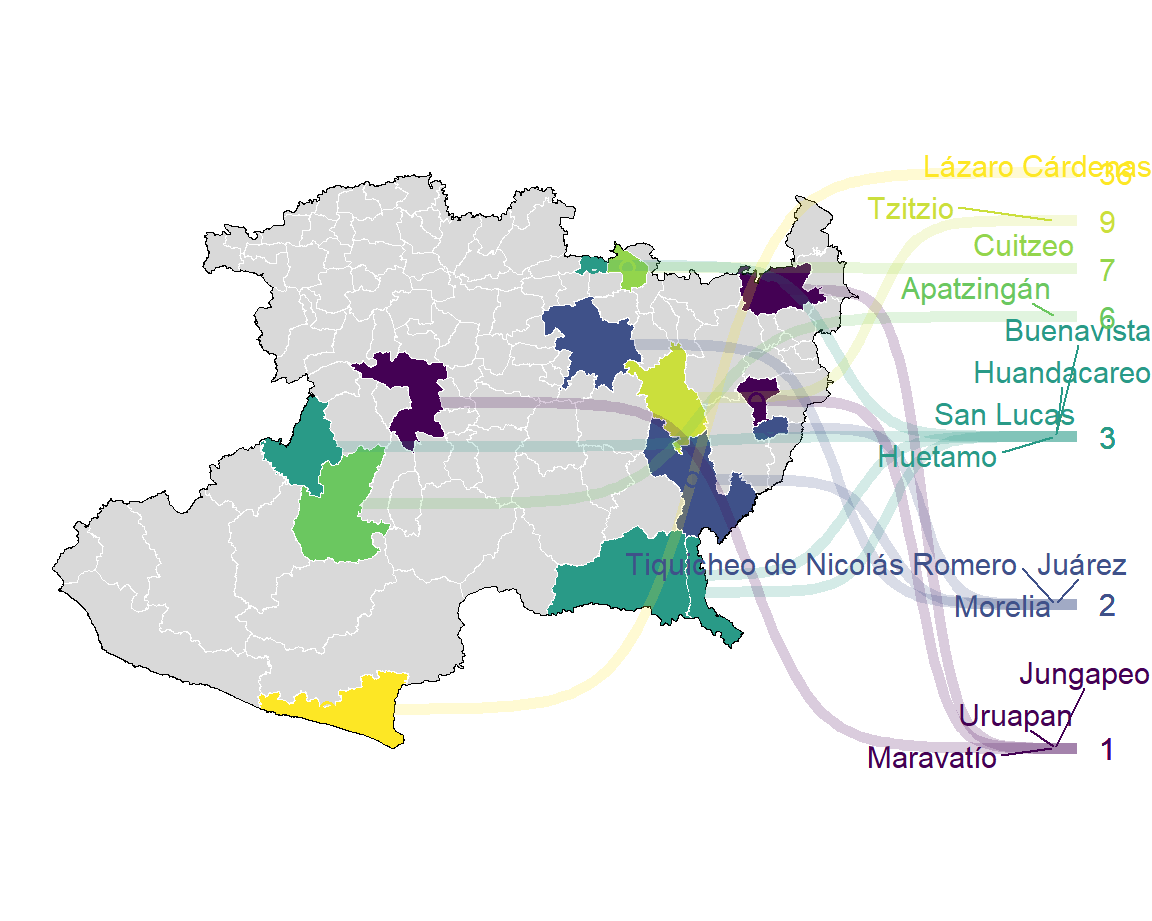 Lázaro Cárdenas
36
Tzitzio
9
Cuitzeo
7
Apatzingán
6
Buenavista
Huandacareo
San Lucas
3
Huetamo
Tiquicheo de Nicolás Romero
Juárez
Morelia
2
Jungapeo
Uruapan
Maravatío
1